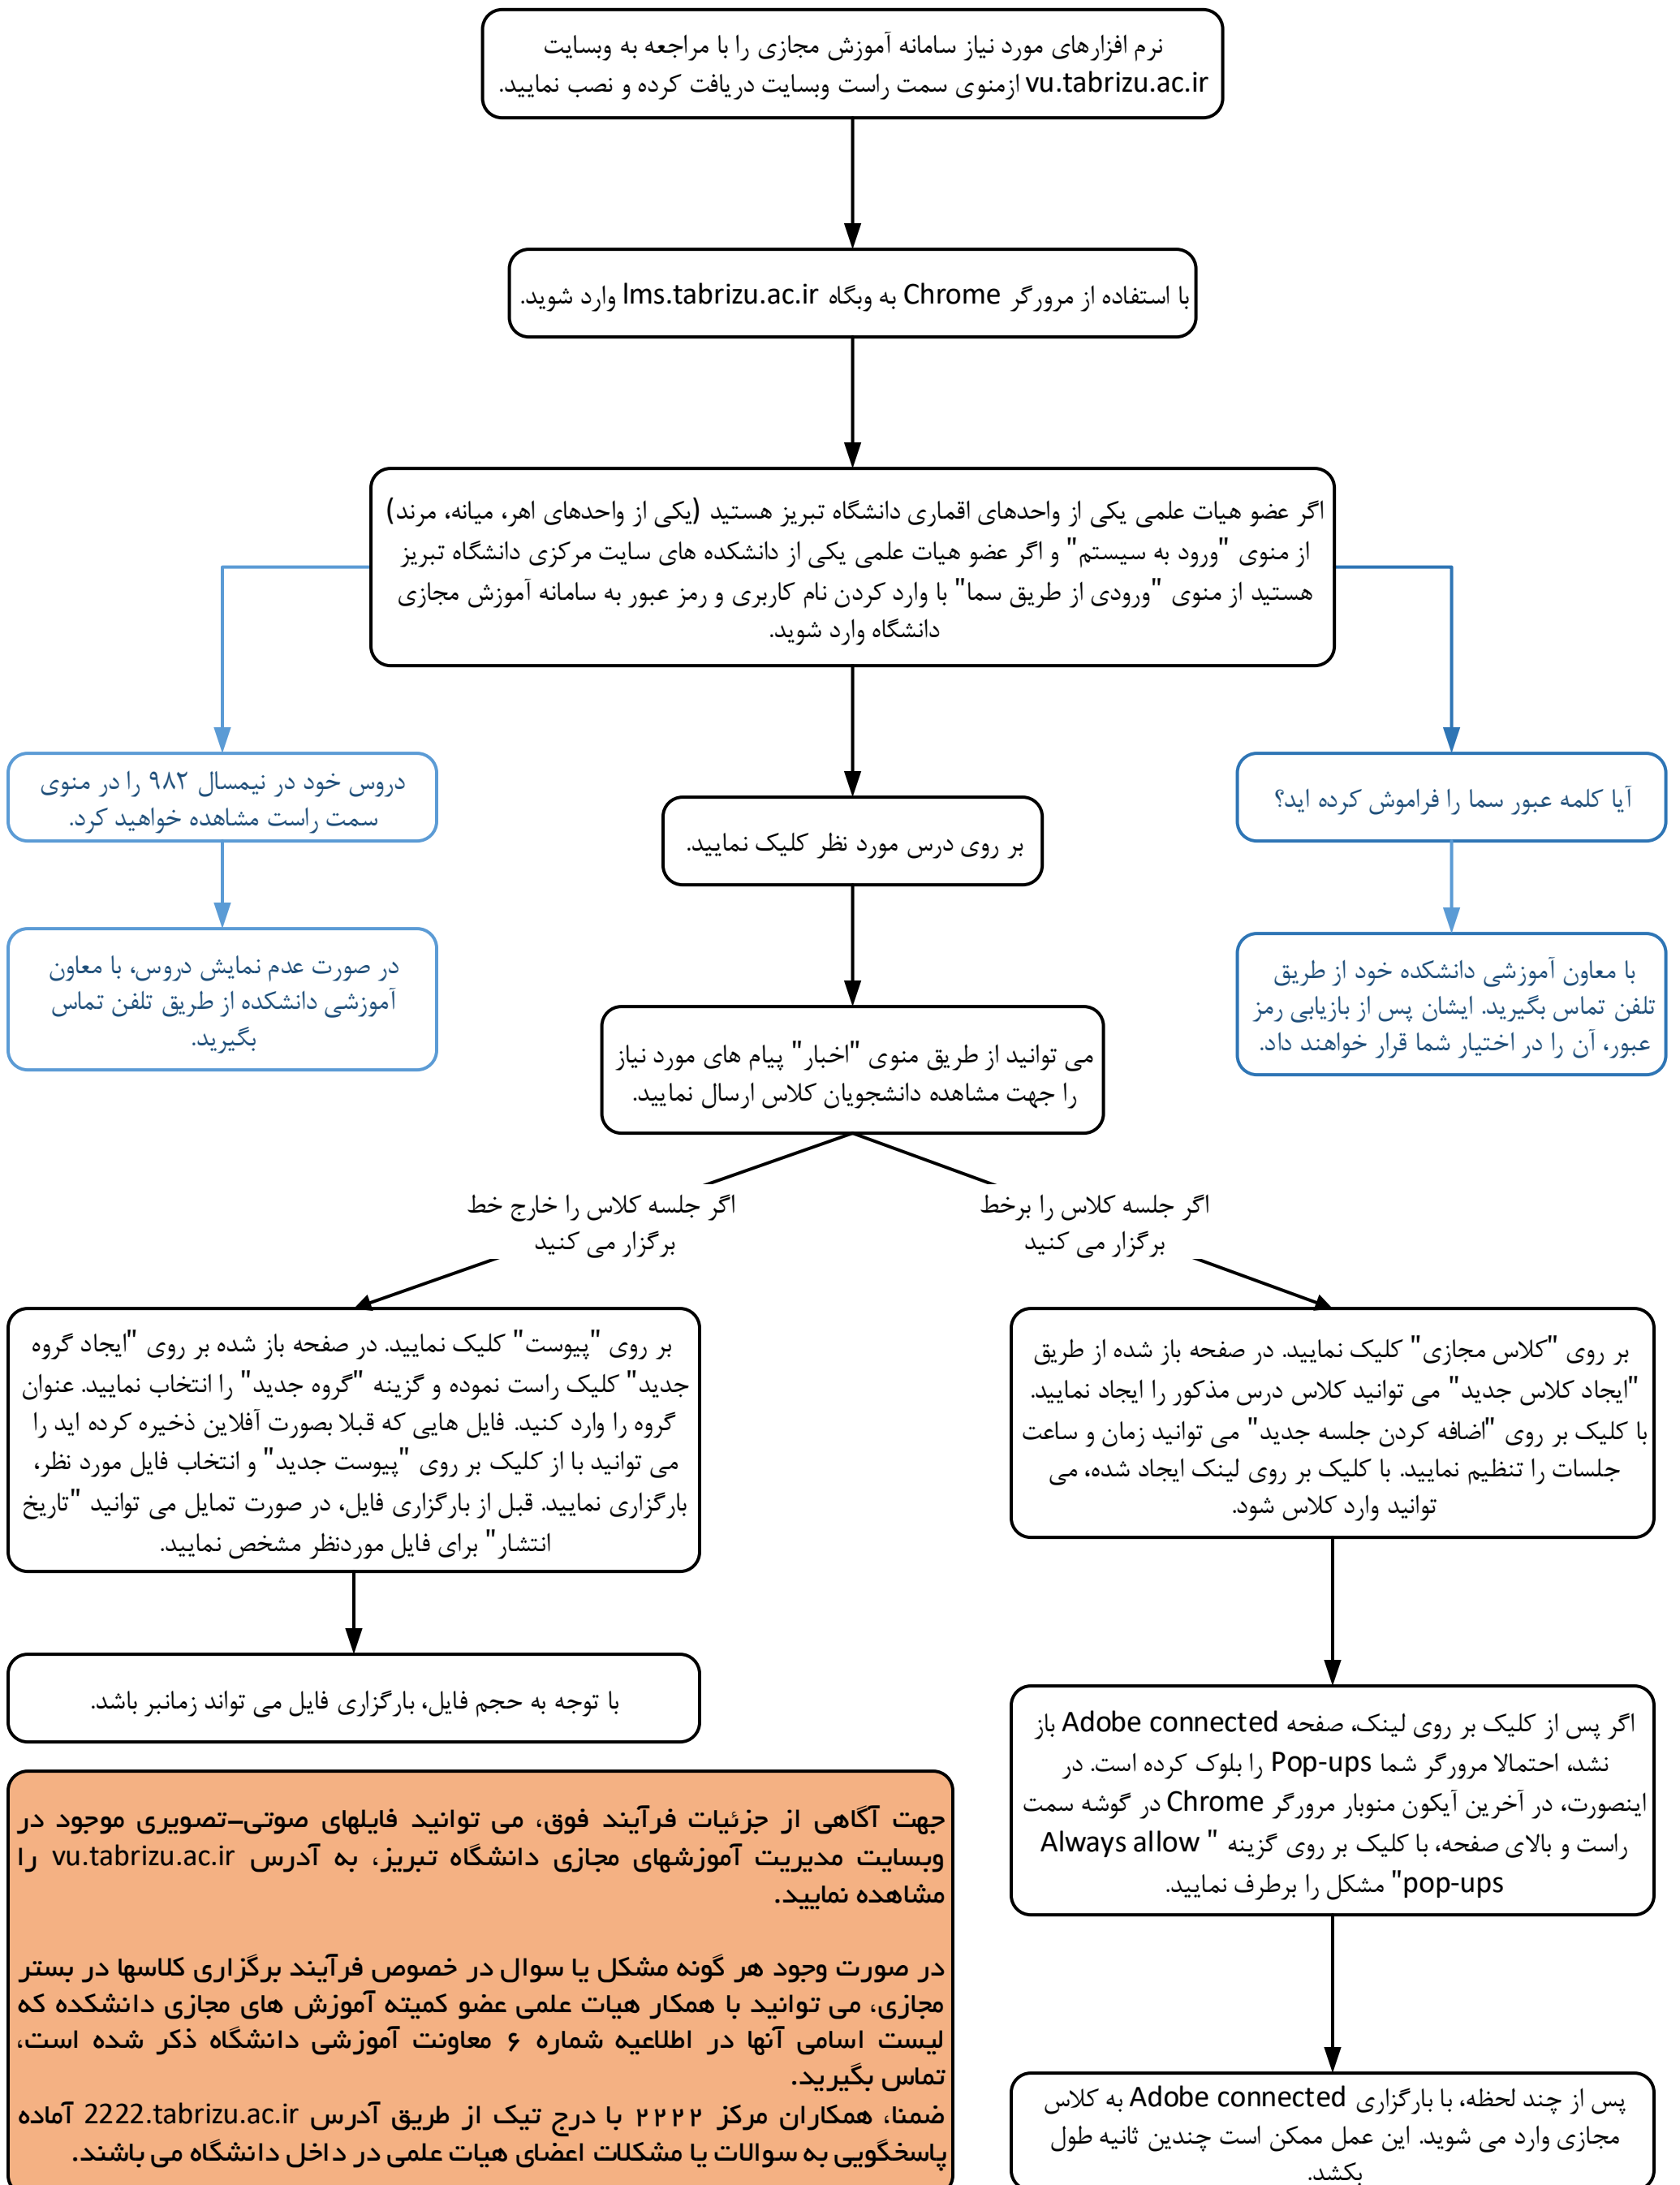 نرم افزارهای مورد نیاز سامانه آموزش مجازی را با مراجعه به وبسایت
vu.tabrizu.ac.ir ازمنوی سمت راست وبسایت دریافت کرده و نصب نمایید.
با استفاده از مرورگر Chrome به وبگاه lms.tabrizu.ac.ir وارد شوید.
اگر عضو هیات علمی یکی از واحدهای اقماری دانشگاه تبریز هستید (یکی از واحدهای اهر، میانه، مرند)
از منوی "ورود به سیستم" و اگر عضو هیات علمی یکی از دانشکده های سایت مرکزی دانشگاه تبریز
هستید از منوی "ورودی از طریق سما" با وارد کردن نام کاربری و رمز عبور به سامانه آموزش مجازی
دانشگاه وارد شوید.
آیا کلمه عبور سما را فراموش کرده اید؟
با معاون آموزشی دانشکده خود از طریق
تلفن تماس بگیرید. ایشان پس از بازیابی رمز
عبور، آن را در اختیار شما قرار خواهند داد.
دروس خود در نیمسال ۹۸۲ را در منوی
سمت راست مشاهده خواهید کرد.
در صورت عدم نمایش دروس، با معاون
آموزشی دانشکده از طریق تلفن تماس
بگیرید.
بر روی درس مورد نظر کلیک نمایید.
می توانید از طریق منوی "اخبار" پیام های مورد نیاز
را جهت مشاهده دانشجویان کلاس ارسال نمایید.
اگر جلسه کلاس را برخط
برگزار می کنید
بر روی "کلاس مجازی" کلیک نمایید. در صفحه باز شده از طریق
"ایجاد کلاس جدید" می توانید کلاس درس مذکور را ایجاد نمایید.
با کلیک بر روی "اضافه کردن جلسه جدید" می توانید زمان و ساعت
جلسات را تنظیم نمایید. با کلیک بر روی لینک ایجاد شده، می
توانید وارد کلاس شود.
اگر پس از کلیک بر روی لینک، صفحه Adobe connected باز
نشد، احتمالا مرورگر شما Pop-ups را بلوک کرده است. در
اینصورت، در آخرین آیکون منوبار مرورگر Chrome در گوشه سمت
راست و بالای صفحه، با کلیک بر روی گزینه " Always allow
pop-ups" مشکل را برطرف نمایید.
پس از چند لحظه، با بارگزاری Adobe connected به کلاس
مجازی وارد می شوید. این عمل ممکن است چندین ثانیه طول
بکشد.
اگر جلسه کلاس را خارج خط
برگزار می کنید
بر روی "پیوست" کلیک نمایید. در صفحه باز شده بر روی "ایجاد گروه
جدید" کلیک راست نموده و گزینه "گروه جدید" را انتخاب نمایید. عنوان
گروه را وارد کنید. فایل هایی که قبلا بصورت آفلاین ذخیره کرده اید را
می توانید با از کلیک بر روی "پیوست جدید" و انتخاب فایل مورد نظر،
بارگزاری نمایید. قبل از بارگزاری فایل، در صورت تمایل می توانید "تاریخ
انتشار" برای فایل موردنظر مشخص نمایید.
با توجه به حجم فایل، بارگزاری فایل می تواند زمانبر باشد.
جهت آگاهی از جزئیات فرآیند فوق، می توانید فایلهای صوتی-تصویری موجود در
وبسایت مدیریت آموزشهای مجازی دانشگاه تبریز، به آدرس vu.tabrizu.ac.ir را
مشاهده نمایید.
در صورت وجود هر گونه مشکل یا سوال در خصوص فرآیند برگزاری کلاسها در بستر
مجازی، می توانید با همکار هیات علمی عضو کمیته آموزش های مجازی دانشکده که
لیست اسامی آنها در اطلاعیه شماره ۶ معاونت آموزشی دانشگاه ذکر شده است،
تماس بگیرید.
ضمنا، همکاران مرکز ۲۲۲۲ با درج تیک از طریق آدرس 2222.tabrizu.ac.ir آماده
پاسخگویی به سوالات یا مشکلات اعضای هیات علمی در داخل دانشگاه می باشند.